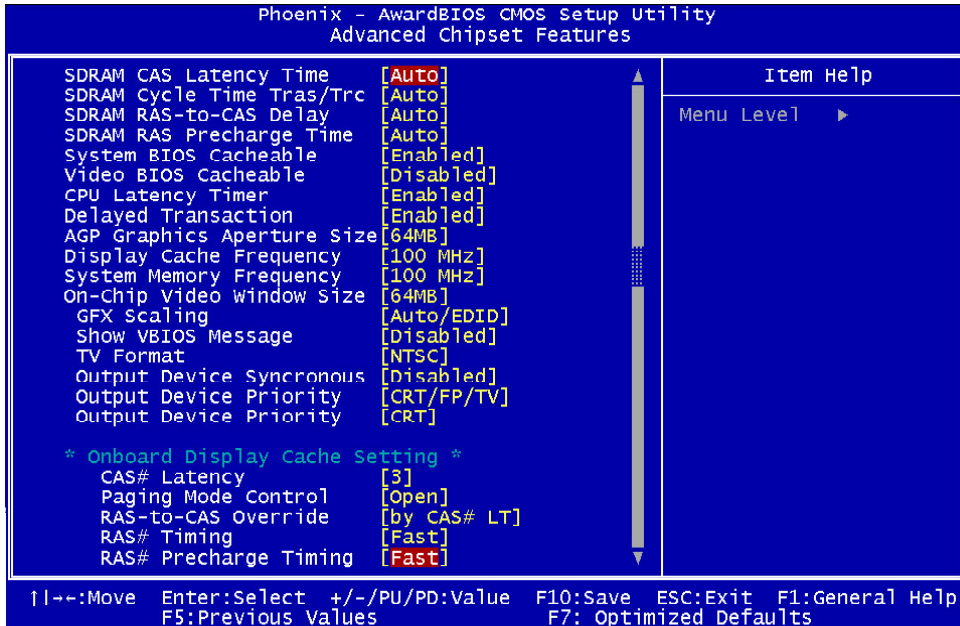 Phoenix - AwardBIOS CMOS Setup Utility
Advanced Chipset Features
SDRAM CAS Latency Time [Auto]
SDRAM Cycle Time Tras/Trc [Auto]
SDRAM RAS-to-CAS Delay [Auto]
SDRAM RAS Precharge Time [Auto]
System BIOS Cacheable [Enabled]
Video BIOS Cacheable [Disabled]
CPU Latency Timer [Enabled]
Delayed Transaction [Enabled]
AGP Graphics Aperture Size[64MB]
Display Cache Frequency [100 MHz]
System Memory Frequency [100 MHz]
On-Chip Video Window Size [64MB]
GFX Scaling [Auto/EDID]
Show VBIOS Message [Disabled]
TV Format [NTSC]
Output Device Syncronous [Disabled]
Output Device Priority [CRT/FP/TV]
Output Device Priority [CRT]
* Onboard Display Cache Setting *
CAS# Latency [3]
Paging Mode Control [Open]
RAS-to-CAS Override [by CAS# LT]
RAS# Timing [Fast]
RAS# Precharge Timing [Fast]
Item Help
Menu Level ▶
↑|→←:Move Enter:Select +/-/PU/PD:Value F10:Save ESC:Exit F1:General Help
F5:Previous Values F7: Optimized Defaults